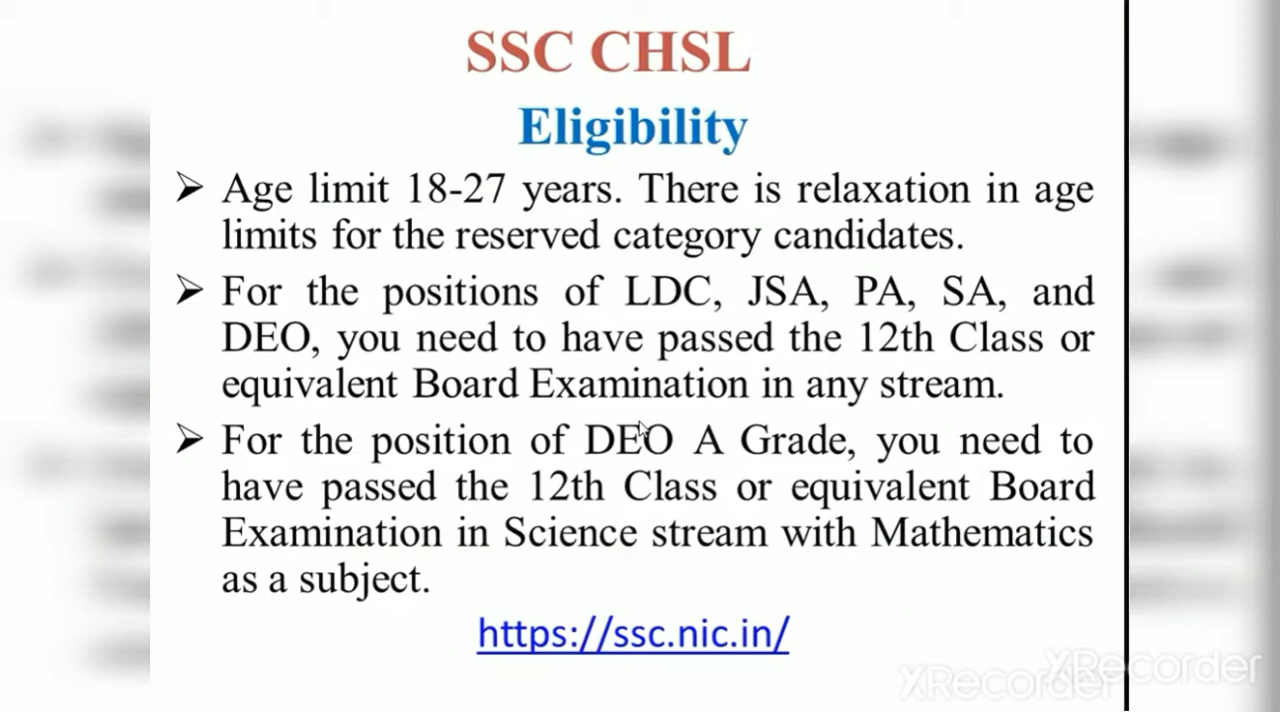 SSC CHSL
Eligibility
➢ Age limit 18-27 years. There is relaxation in age
limits for the reserved category candidates.
➢ For the positions of LDC, JSA, PA, SA, and
DEO, you need to have passed the 12th Class or
equivalent Board Examination in any stream.
➢ For the position of DEO A Grade, you need to
have passed the 12th Class or equivalent Board
Examination in Science stream with Mathematics
as a subject.
https://ssc.nic.in/
XRecorder
XRecorder